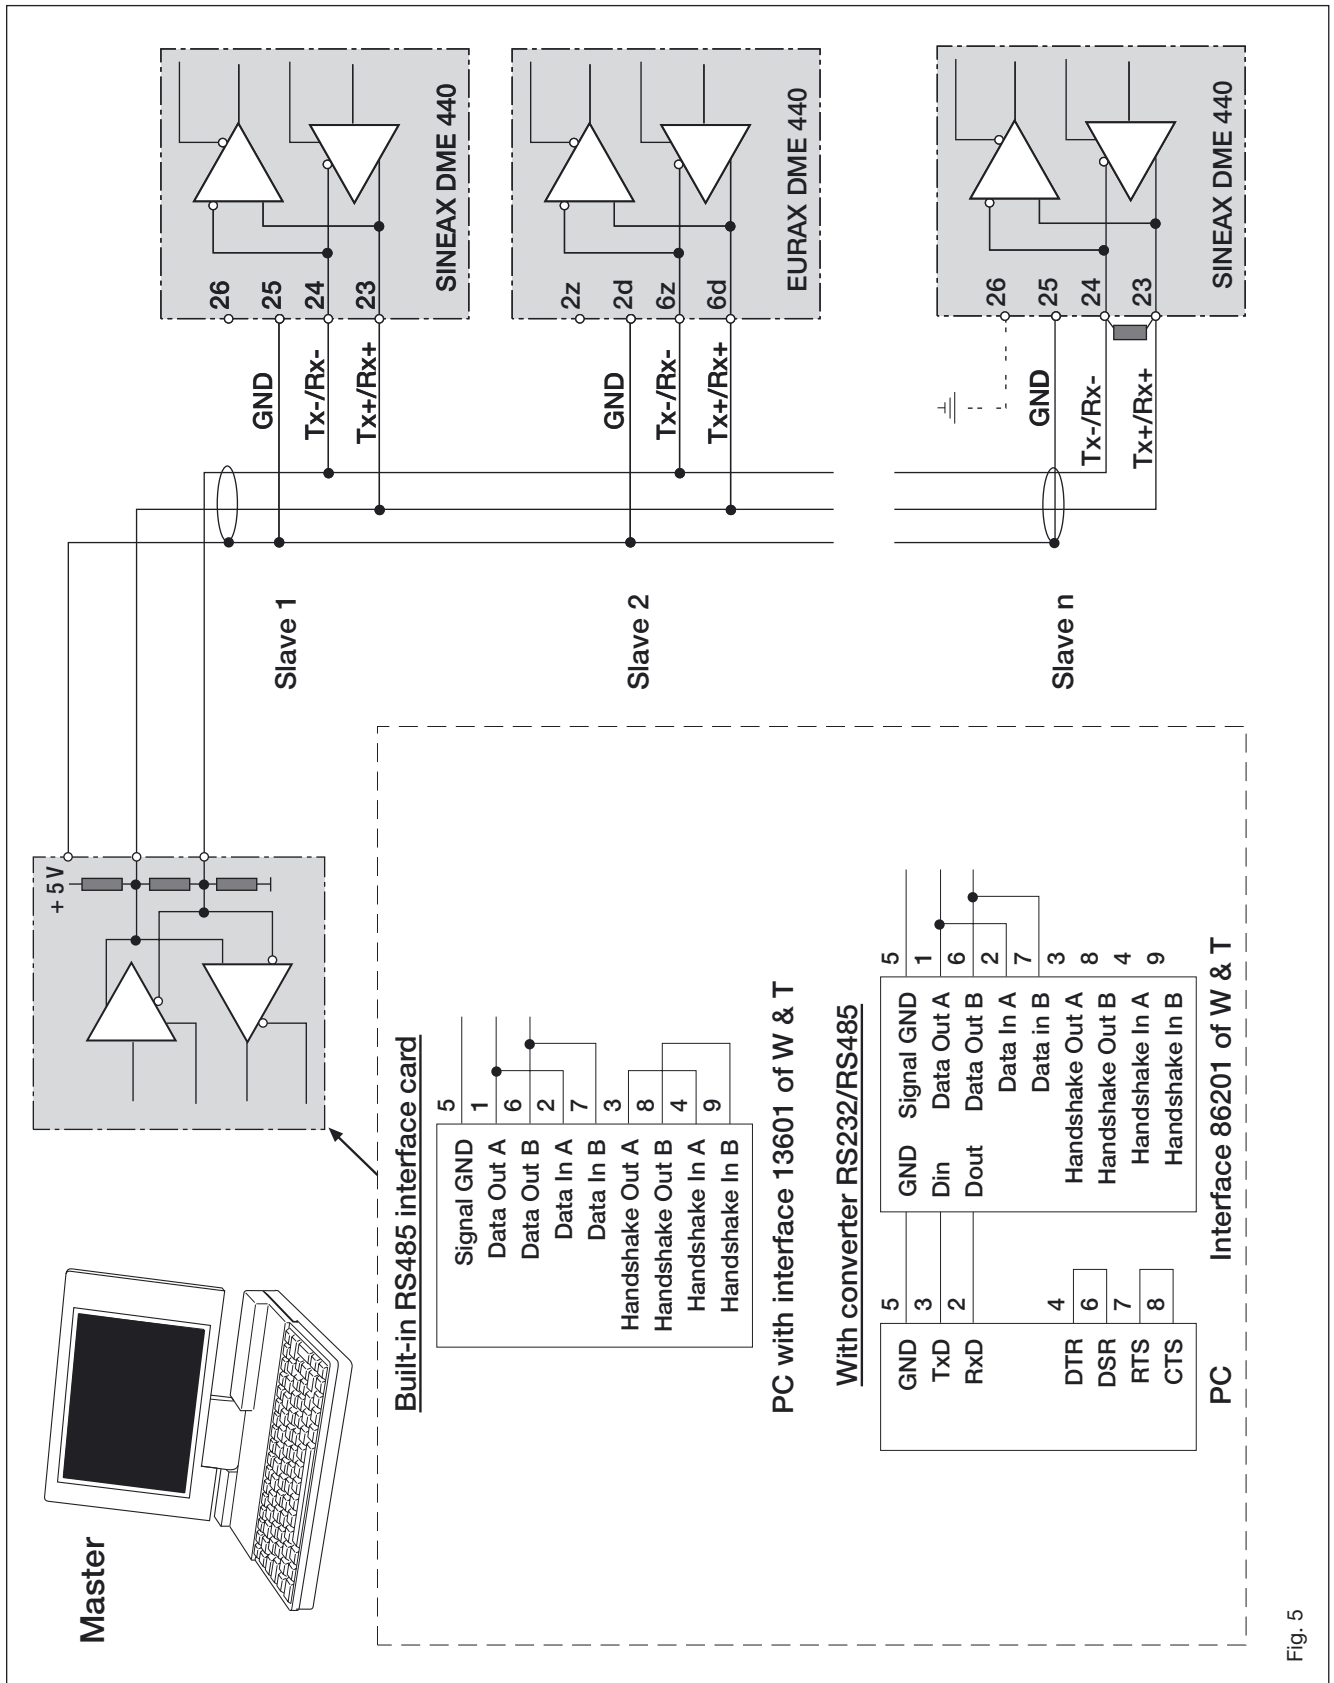 Master
+ 5 V
Slave 1
GND
Tx-/Rx-
Tx+/Rx+
26
25
24
23
SINEAX DME 440
Slave 2
GND
Tx-/Rx-
Tx+/Rx+
2z
2d
6z
6d
EURAX DME 440
Slave n
GND
Tx-/Rx-
Tx+/Rx+
26
25
24
23
SINEAX DME 440
Built-in RS485 interface card
Signal GND 5
Data Out A 1
Data Out B 6
Data In A 2
Data In B 7
Handshake Out A 3
Handshake Out B 8
Handshake In A 4
Handshake In B 9
PC with interface 13601 of W & T
With converter RS232/RS485
GND 5
TxD 3
RxD 2
DTR 4
DSR 6
RTS 7
CTS 8
PC
GND Signal GND 5
Din Data Out A 1
Dout Data Out B 6
Data In A 2
Data in B 7
Handshake Out A 3
Handshake Out B 8
Handshake In A 4
Handshake In B 9
Interface 86201 of W & T
Fig. 5